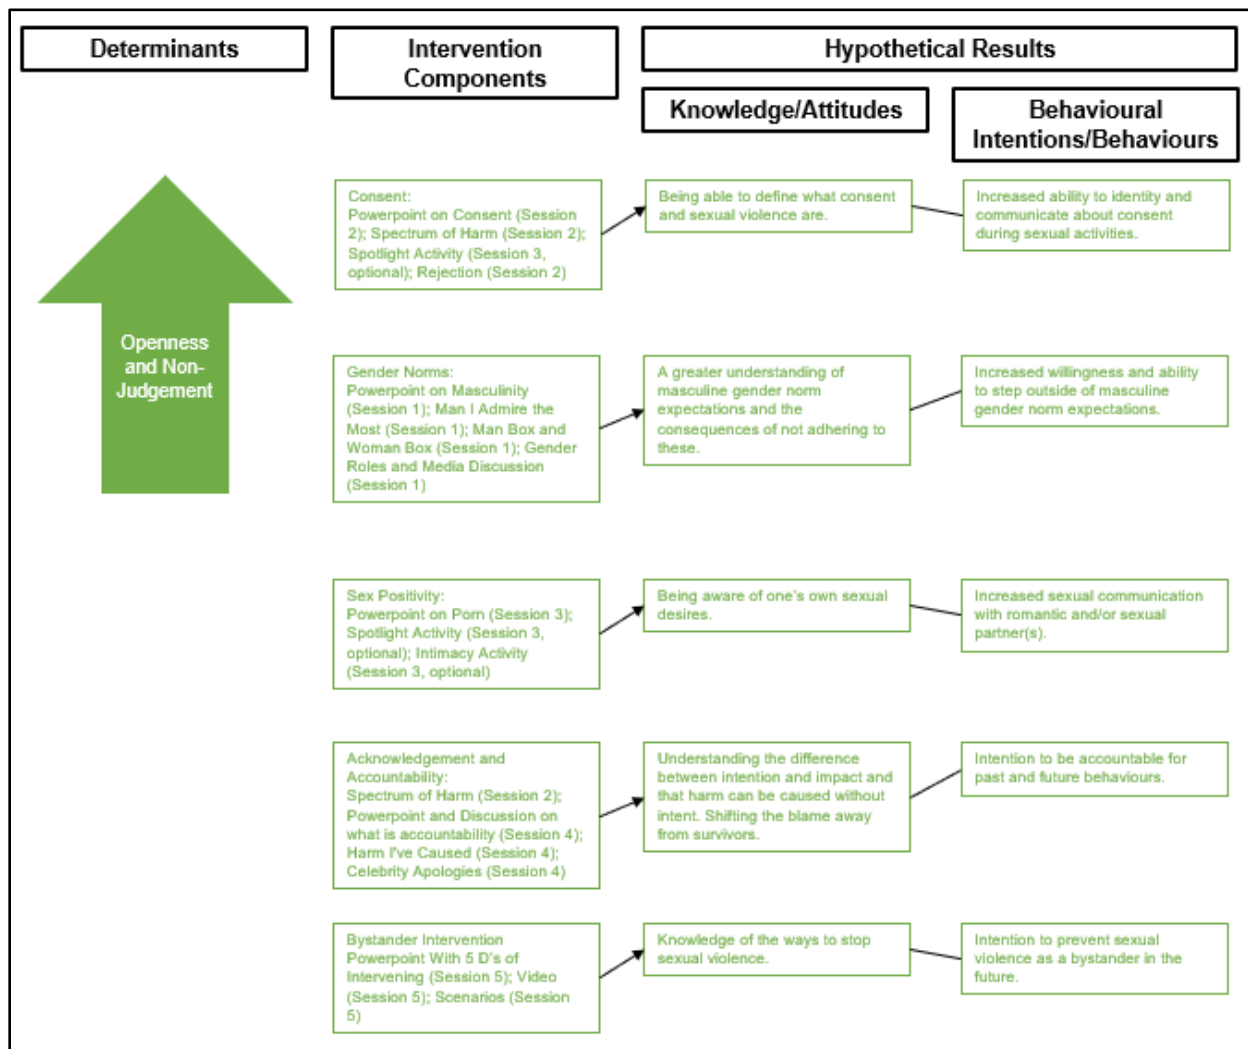 Determinants
Intervention
Components
Hypothetical Results
Knowledge/Attitudes
Behavioural
Intentions/Behaviours
Openness
and Non-
Judgement
Consent:
Powerpoint on Consent (Session
2); Spectrum of Harm (Session 2);
Spotlight Activity (Session 3,
optional); Rejection (Session 2)
Being able to define what consent
and sexual violence are.
Increased ability to identity and
communicate about consent
during sexual activities.
Gender Norms:
Powerpoint on Masculinity
(Session 1); Man I Admire the
Most (Session 1); Man Box and
Woman Box (Session 1); Gender
Roles and Media Discussion
(Session 1)
A greater understanding of
masculine gender norm
expectations and the
consequences of not adhering to
these.
Increased willingness and ability
to step outside of masculine
gender norm expectations.
Sex Positivity:
Powerpoint on Porn (Session 3);
Spotlight Activity (Session 3,
optional); Intimacy Activity
(Session 3, optional)
Being aware of one's own sexual
desires.
Increased sexual communication
with romantic and/or sexual
partner(s).
Acknowledgement and
Accountability:
Spectrum of Harm (Session 2);
Powerpoint and Discussion on
what is accountability (Session 4);
Harm I've Caused (Session 4);
Celebrity Apologies (Session 4)
Understanding the difference
between intention and impact and
that harm can be caused without
intent. Shifting the blame away
from survivors.
Intention to be accountable for
past and future behaviours.
Bystander Intervention
Powerpoint With 5 D's of
Intervening (Session 5); Video
(Session 5); Scenarios (Session
5)
Knowledge of the ways to stop
sexual violence.
Intention to prevent sexual
violence as a bystander in the
future.